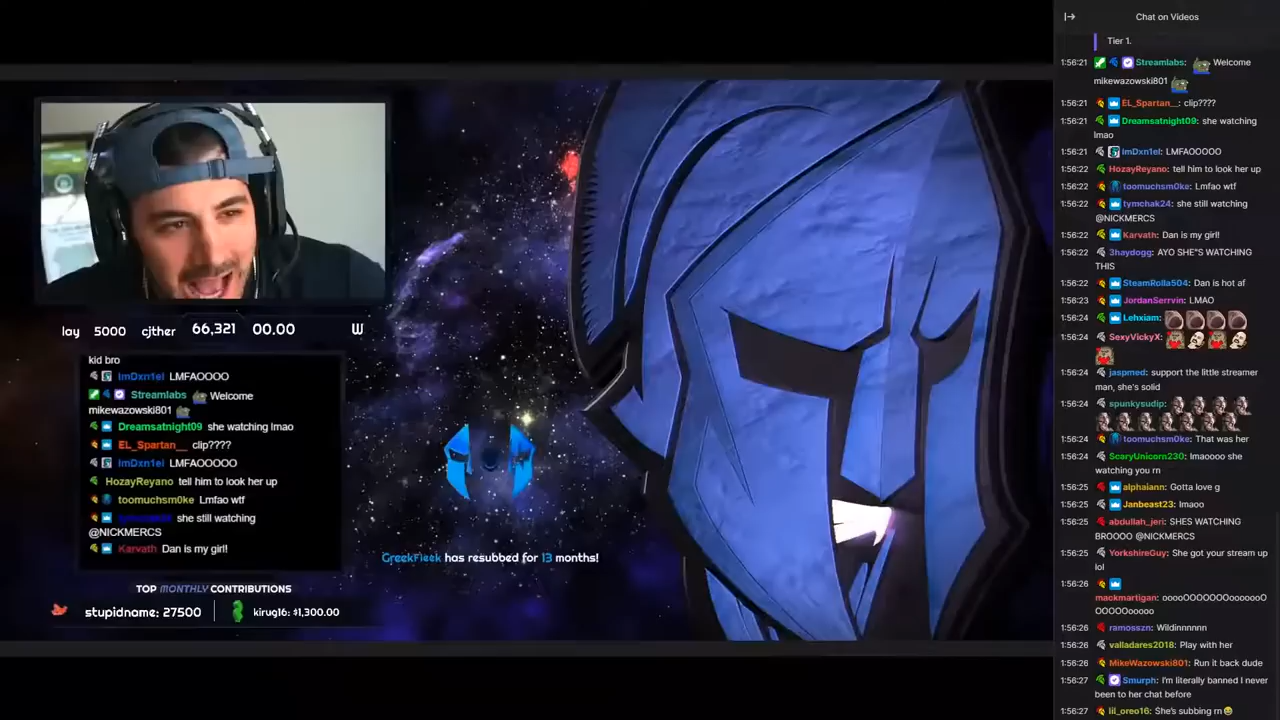 lay 5000 cjther 66,321 00.00 W
kid bro
ImDxn1el LMFAOOOO
Streamlabs Welcome
mikewazowski801
Dreamsatnight09 she watching lmao
EL_Spartan__ clip????
ImDxn1el LMFAOOOO
HozayReyano tell him to look her up
toomuchsm0ke Lmfao wtf
she still watching
@NICKMERCS
Karvath Dan is my girl!
TOP MONTHLY CONTRIBUTIONS
stupidname: 27500 kirug16: $1,300.00
GreekFleek has resubbed for 13 months!
Chat on Videos
Tier 1.
1:56:21 Streamlabs: Welcome
mikewazowski801
1:56:21 EL_Spartan__: clip????
1:56:21 Dreamsatnight09: she watching
lmao
1:56:21 imDxn1el: LMFAOOOOO
1:56:22 HozayReyano: tell him to look her up
1:56:22 toomuchsm0ke: Lmfao wtf
1:56:22 tymchak24: she still watching
@NICKMERCS
1:56:22 Karvath: Dan is my girl!
1:56:22 3haydogg: AYO SHE"S WATCHING
THIS
1:56:22 SteamRolla504: Dan is hot af
1:56:23 JordanSerrvin: LMAO
1:56:24 Lehxiam:
1:56:24 SexyVickyX:
1:56:24 jaspmed: support the little streamer
man, she's solid
1:56:24 spunkysudip:
1:56:24 toomuchsm0ke: That was her
1:56:24 ScaryUnicorn230: lmaoooo she
watching you rn
1:56:25 alphaiann: Gotta love g
1:56:25 Janbeast23: lmaoo
1:56:25 abdullah_jeri: SHES WATCHING
BROOOO @NICKMERCS
1:56:25 YorkshireGuy: She got your stream up
lol
1:56:26
mackmartigan: ooooOOOOOOOooooooO
OOOOOooooo
1:56:26 ramosszn: Wildinnnnnn
1:56:26 valladares2018: Play with her
1:56:26 MikeWazowski801: Run it back dude
1:56:27 Smurph: I'm literally banned I never
been to her chat before
1:56:27 lil_oreo16: She's subbing rn